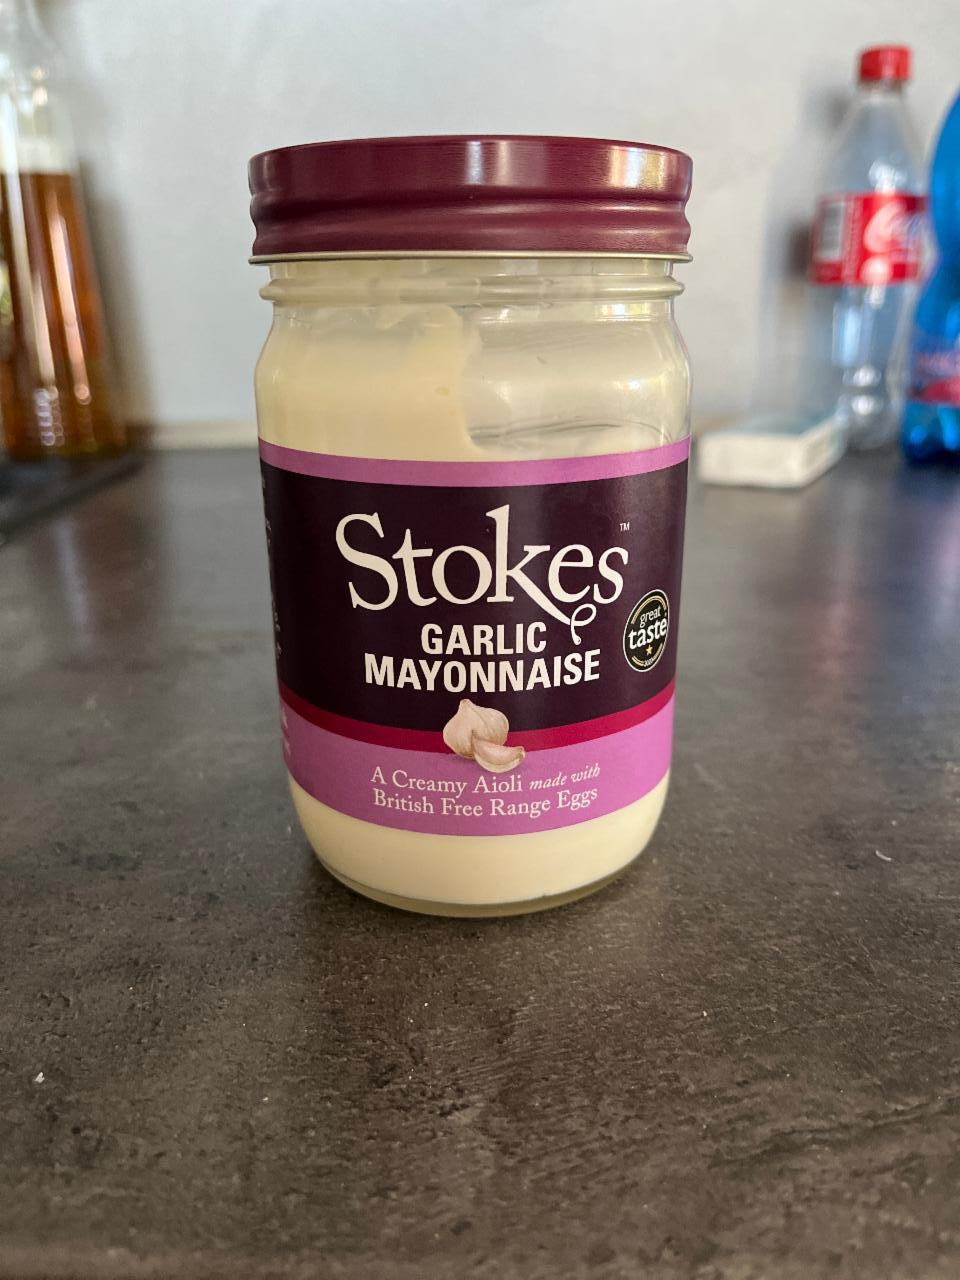 Stokes™
GARLIC
MAYONNAISE
great
taste
A Creamy Aioli made with
British Free Range Eggs